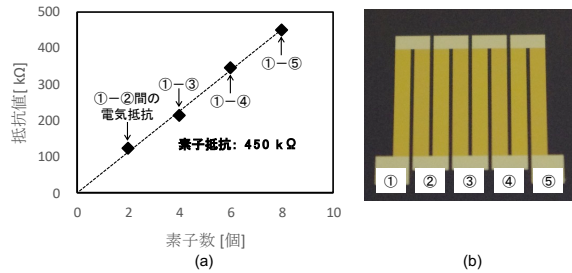 500
400
300
200
100
0
抵抗値[ kΩ]
①－②間の
電気抵抗
①－③
①－④
①－⑤
素子抵抗: 450 kΩ
0 2 4 6 8 10
素子数 [個]
(a)
① ② ③ ④ ⑤
(b)